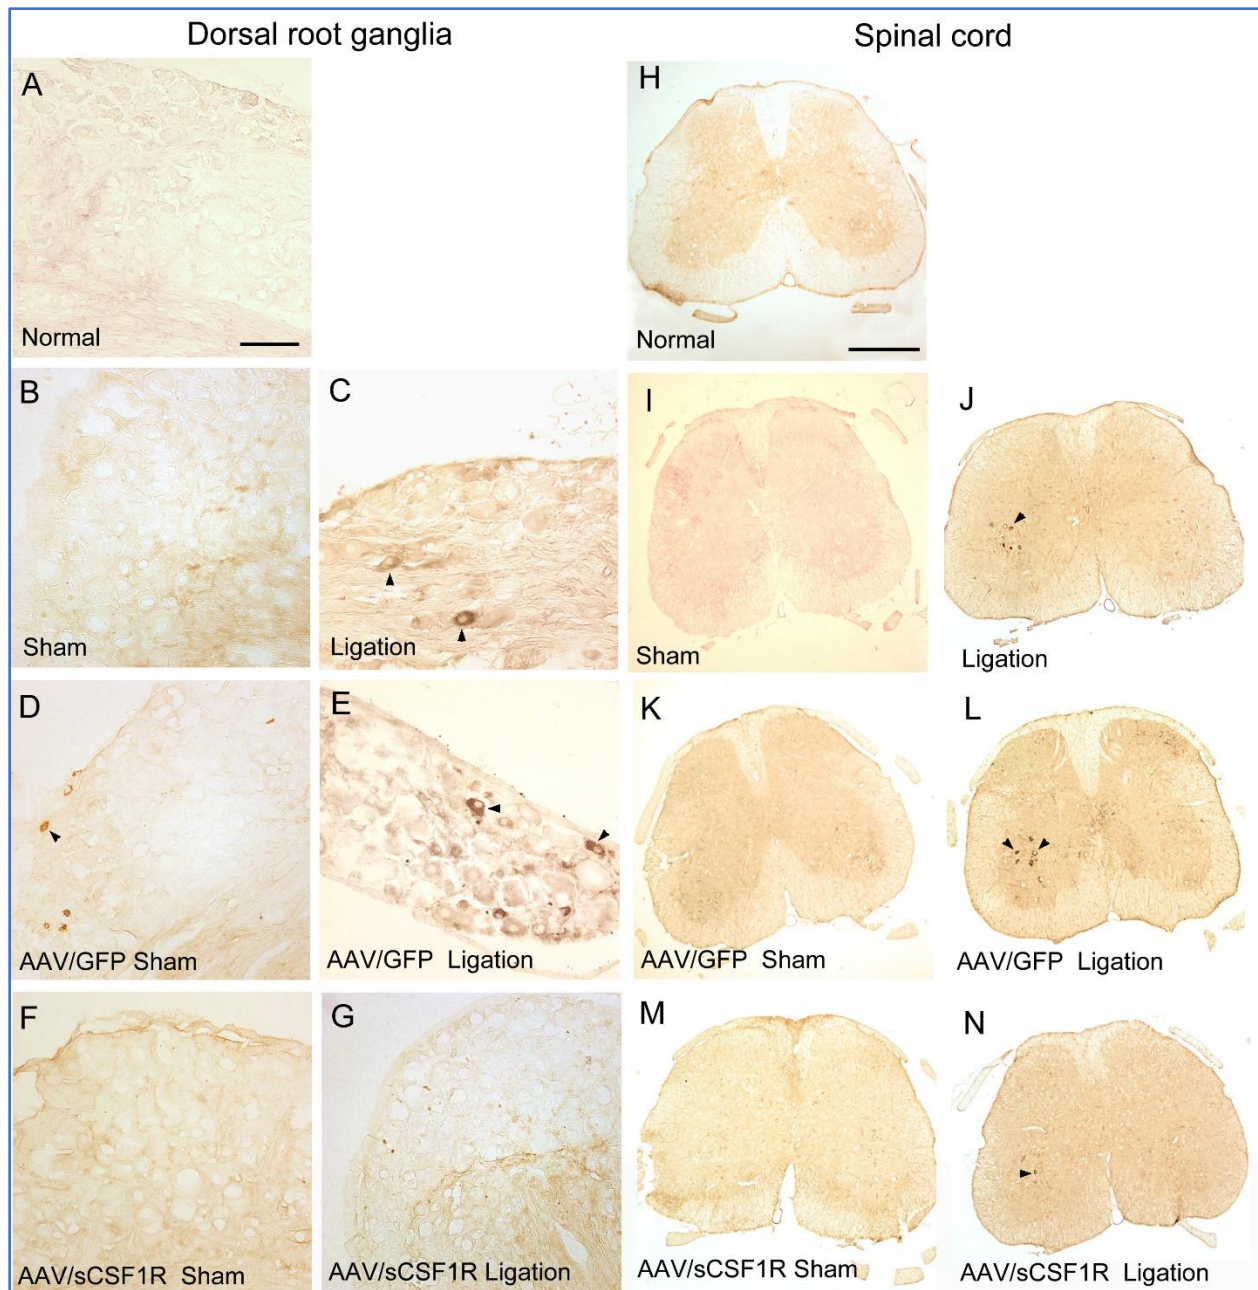 Dorsal root ganglia
Spinal cord
A
Normal
H
Normal
B
Sham
C
Ligation
I
Sham
J
Ligation
D
AAV/GFP Sham
E
AAV/GFP Ligation
K
AAV/GFP Sham
L
AAV/GFP Ligation
F
AAV/sCSF1R Sham
G
AAV/sCSF1R Ligation
M
AAV/sCSF1R Sham
N
AAV/sCSF1R Ligation